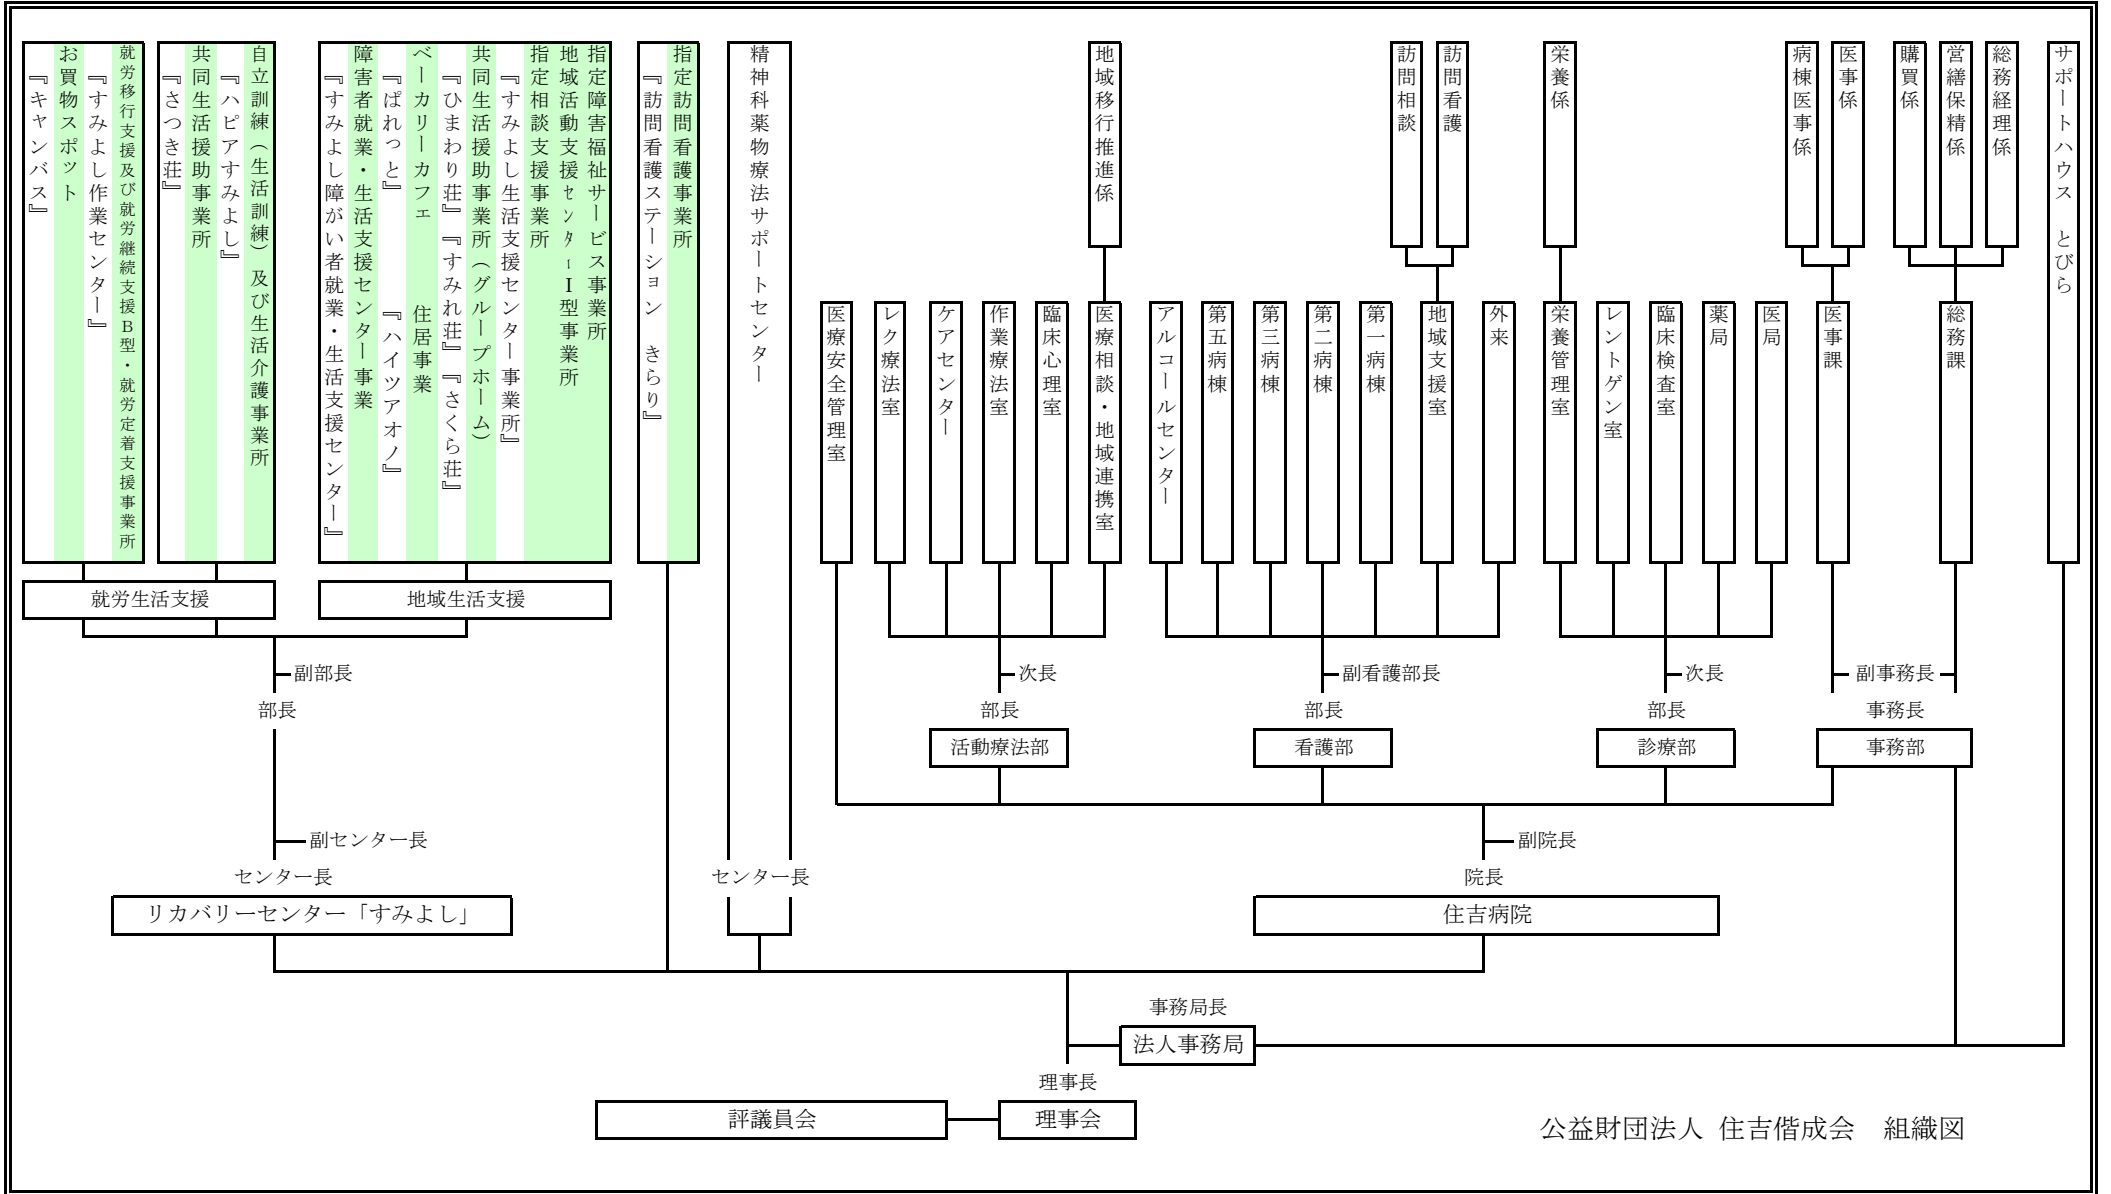 サポートハウス　とびら
総務経理係
営繕保精係
購買係
医事係
病棟医事係
栄養係
訪問看護
訪問相談
地域移行推進係
総務課
医事課
医局
薬局
臨床検査室
レントゲン室
栄養管理室
外来
地域支援室
第一病棟
第二病棟
第三病棟
第五病棟
アルコールセンター
医療相談・地域連携室
臨床心理室
作業療法室
ケアセンター
レク療法室
医療安全管理室
精神科薬物療法サポートセンター
指定訪問看護事業所
『訪問看護ステーション　きらり』
指定障害福祉サービス事業所
地域活動支援ｾﾝﾀｰⅠ型事業所
指定相談支援事業所
『すみよし生活支援センター事業所』
共同生活援助事業所（グループホーム）
『ひまわり荘』『すみれ荘』『さくら荘』
ベーカリーカフェ　　　住居事業
『ぱれっと』　　　『ハイツアオノ』
障害者就業・生活支援センター事業
『すみよし障がい者就業・生活支援センター』
自立訓練（生活訓練）及び生活介護事業所
『ハピアすみよし』
共同生活援助事業所
『さつき荘』
就労移行支援及び就労継続支援Ｂ型・就労定着支援事業所
『すみよし作業センター』
お買物スポット
『キャンバス』
就労生活支援
地域生活支援
副部長
次長
副看護部長
次長
副事務長
部長
部長
部長
部長
事務長
活動療法部
看護部
診療部
事務部
副センター長
副院長
センター長
センター長
院長
リカバリーセンター「すみよし」
住吉病院
事務局長
法人事務局
理事長
評議員会
理事会
公益財団法人 住吉偕成会　組織図